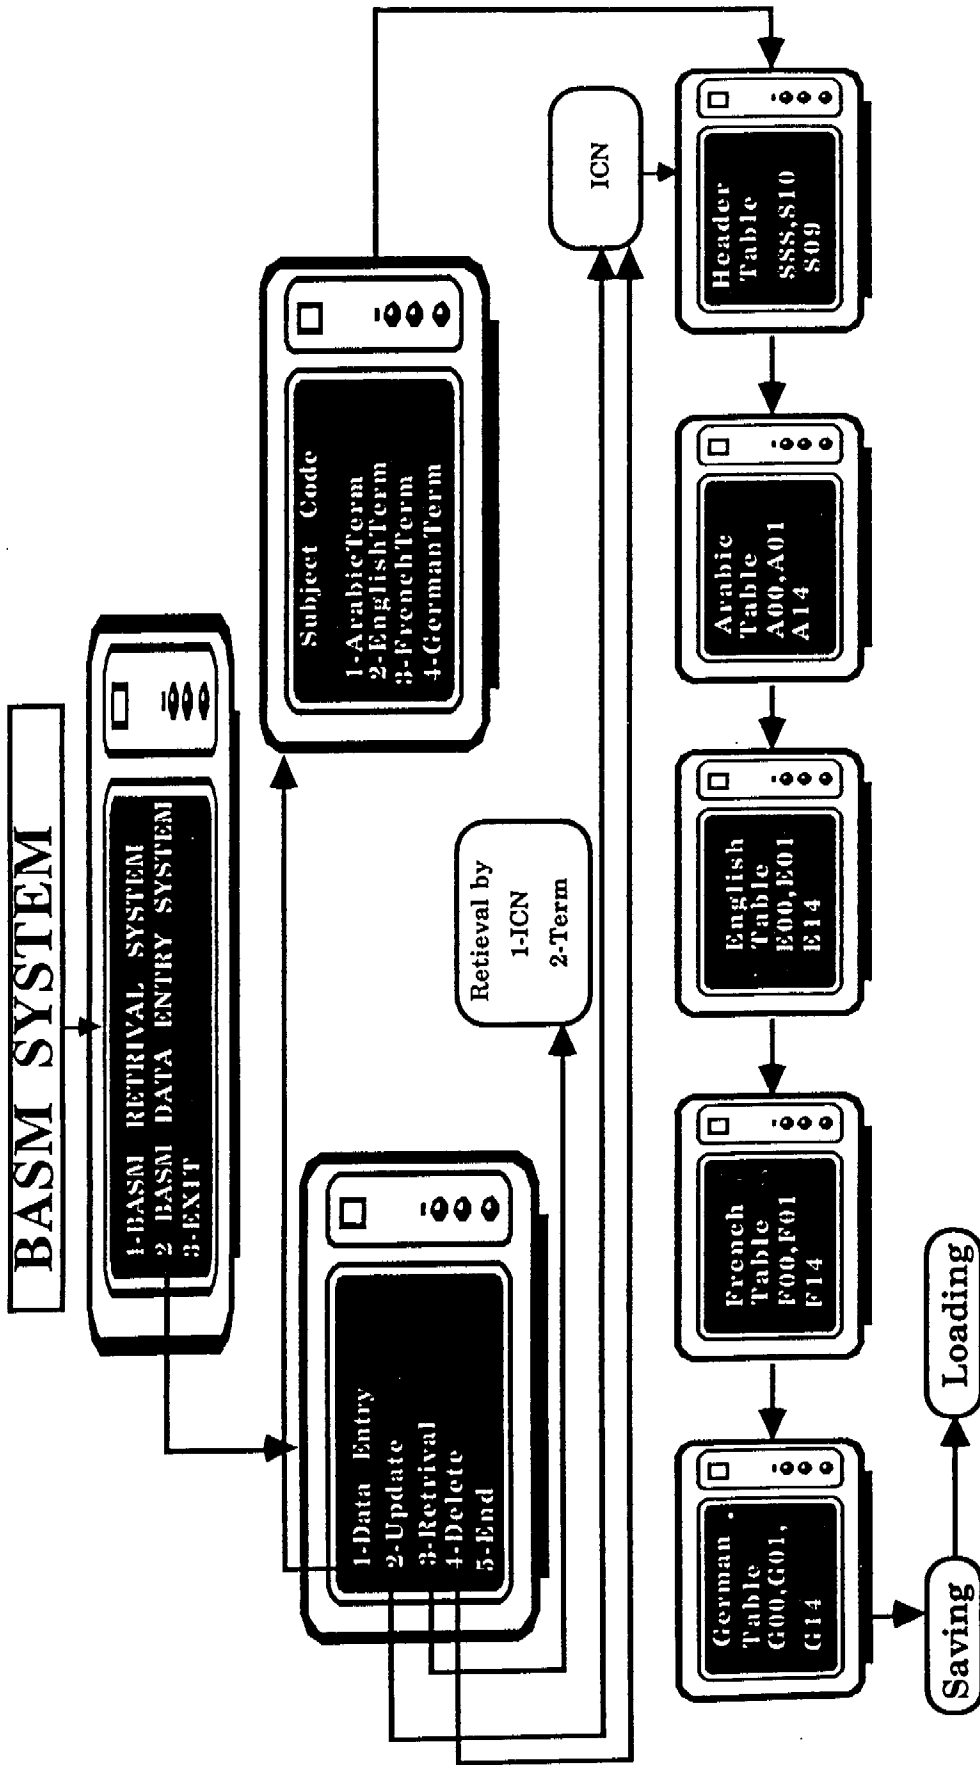 BASM SYSTEM
1-BASM RETRIVAL SYSTEM
2 BASM DATA ENTRY SYSTEM
3-EXIT
1-Data Entry
2-Update
3-Retrival
4-Delete
5-End
Subject Code
1-ArabicTerm
2-EnglishTerm
3-FrenchTerm
4-GermanTerm
Retieval by
1-ICN
2-Term
ICN
Header
Table
SSS,S10
S09
Arabic
Table
A00,A01
A14
English
Table
E00,E01
E14
French
Table
F00,F01
F14
German
Table
G00,G01,
G14
Saving
Loading